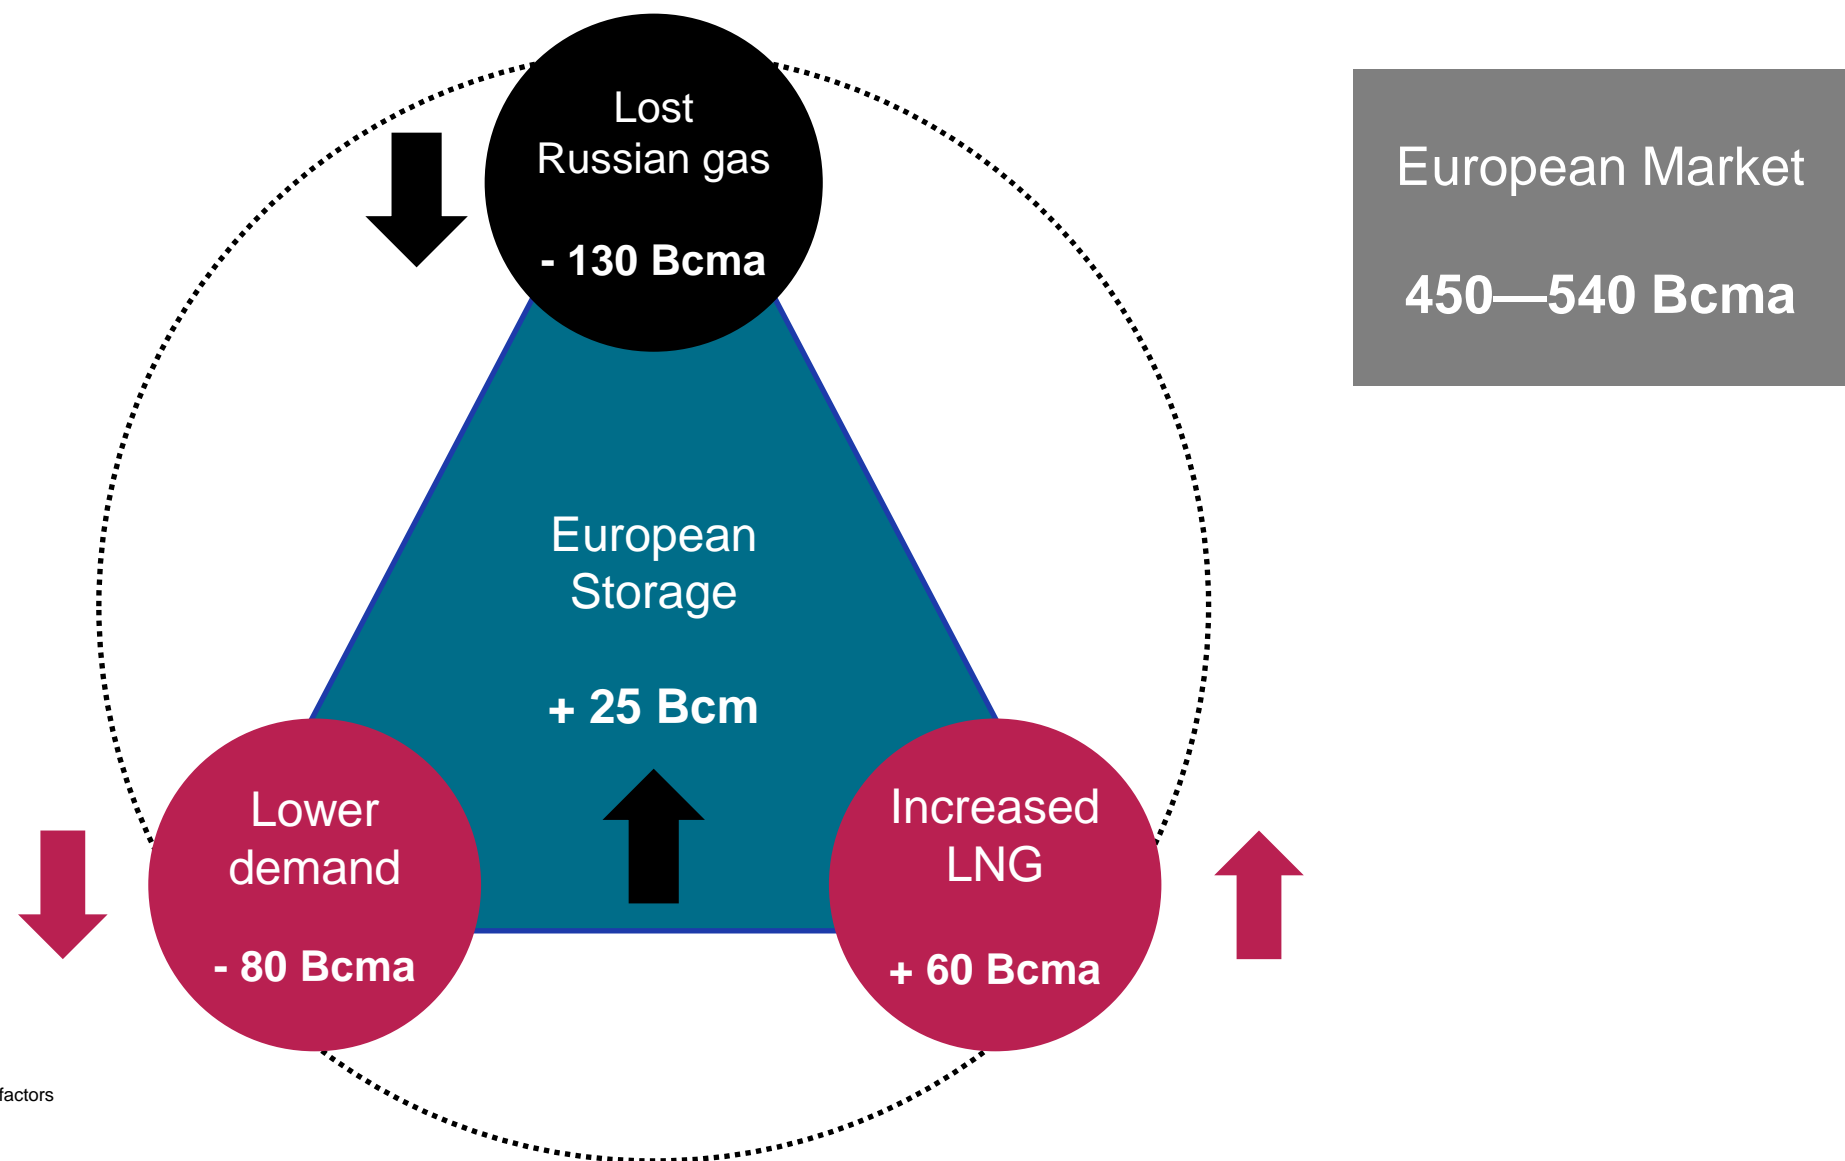 Lost
Russian gas
- 130 Bcma
European Market
450—540 Bcma
European
Storage
+ 25 Bcm
Lower
demand
- 80 Bcma
Increased
LNG
+ 60 Bcma
factors